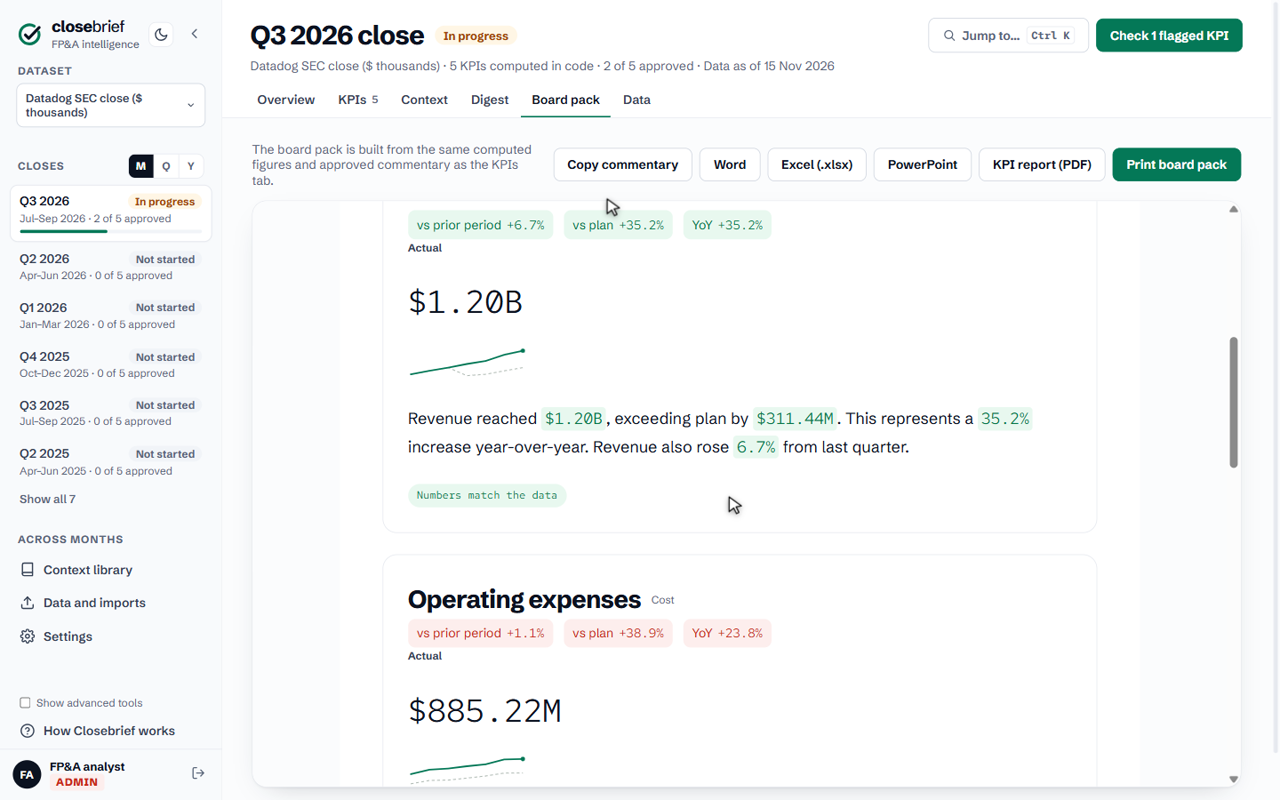 closebrief
FP&A intelligence
DATASET
Datadog SEC close ($
thousands)
CLOSES
M Q Y
Q3 2026 In progress
Jul–Sep 2026 · 2 of 5 approved
Q2 2026 Not started
Apr–Jun 2026 · 0 of 5 approved
Q1 2026 Not started
Jan–Mar 2026 · 0 of 5 approved
Q4 2025 Not started
Oct–Dec 2025 · 0 of 5 approved
Q3 2025 Not started
Jul–Sep 2025 · 0 of 5 approved
Q2 2025 Not started
Apr–Jun 2025 · 0 of 5 approved
Show all 7
ACROSS MONTHS
Context library
Data and imports
Settings
Show advanced tools
How Closebrief works
FA FP&A analyst
ADMIN
Q3 2026 close In progress
Jump to... Ctrl K
Check 1 flagged KPI
Datadog SEC close ($ thousands) · 5 KPIs computed in code · 2 of 5 approved · Data as of 15 Nov 2026
Overview KPIs 5 Context Digest Board pack Data
The board pack is built from the same computed
figures and approved commentary as the KPIs
tab.
Copy commentary Word Excel (.xlsx) PowerPoint KPI report (PDF) Print board pack
vs prior period +6.7% vs plan +35.2% YoY +35.2%
Actual
$1.20B
Revenue reached $1.20B, exceeding plan by $311.44M. This represents a 35.2%
increase year-over-year. Revenue also rose 6.7% from last quarter.
Numbers match the data
Operating expenses Cost
vs prior period +1.1% vs plan +38.9% YoY +23.8%
Actual
$885.22M